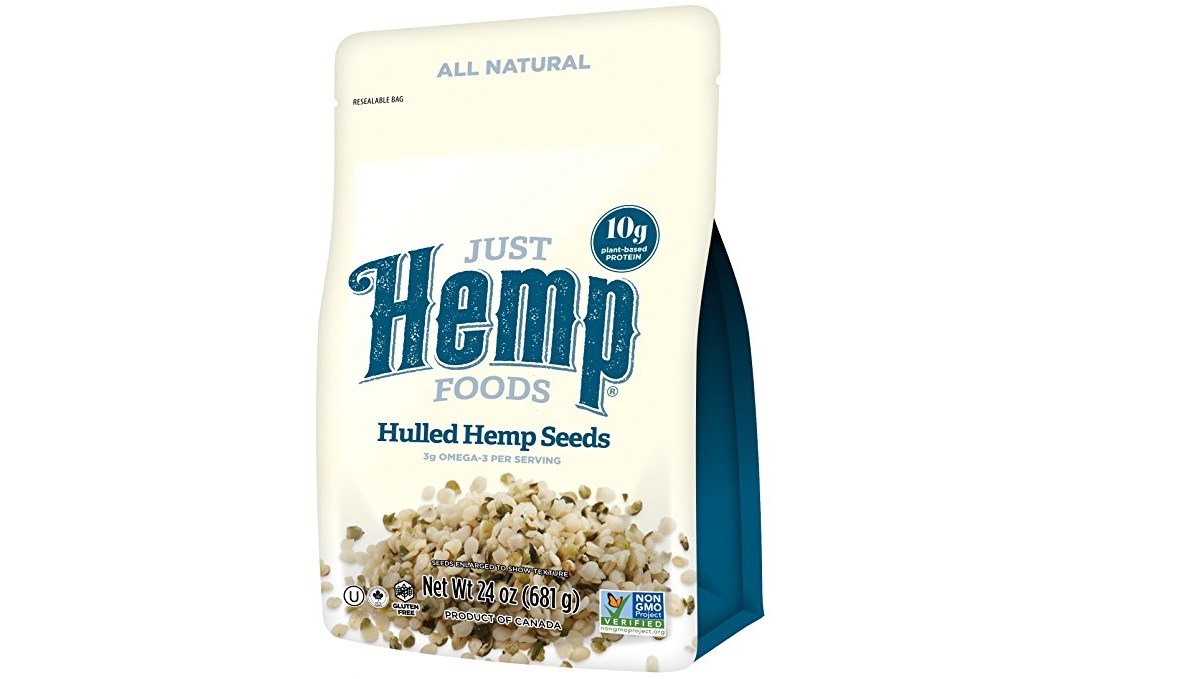 ALL NATURAL
RESEALABLE BAG
10g
plant-based
PROTEIN
JUST
Hemp
FOODS®
Hulled Hemp Seeds
3g OMEGA-3 PER SERVING
SEEDS ENLARGED TO SHOW TEXTURE
Net Wt 24 oz (681 g)
PRODUCT OF CANADA
U
GLUTEN
FREE
NON
GMO
Project
VERIFIED
nongmoproject.org